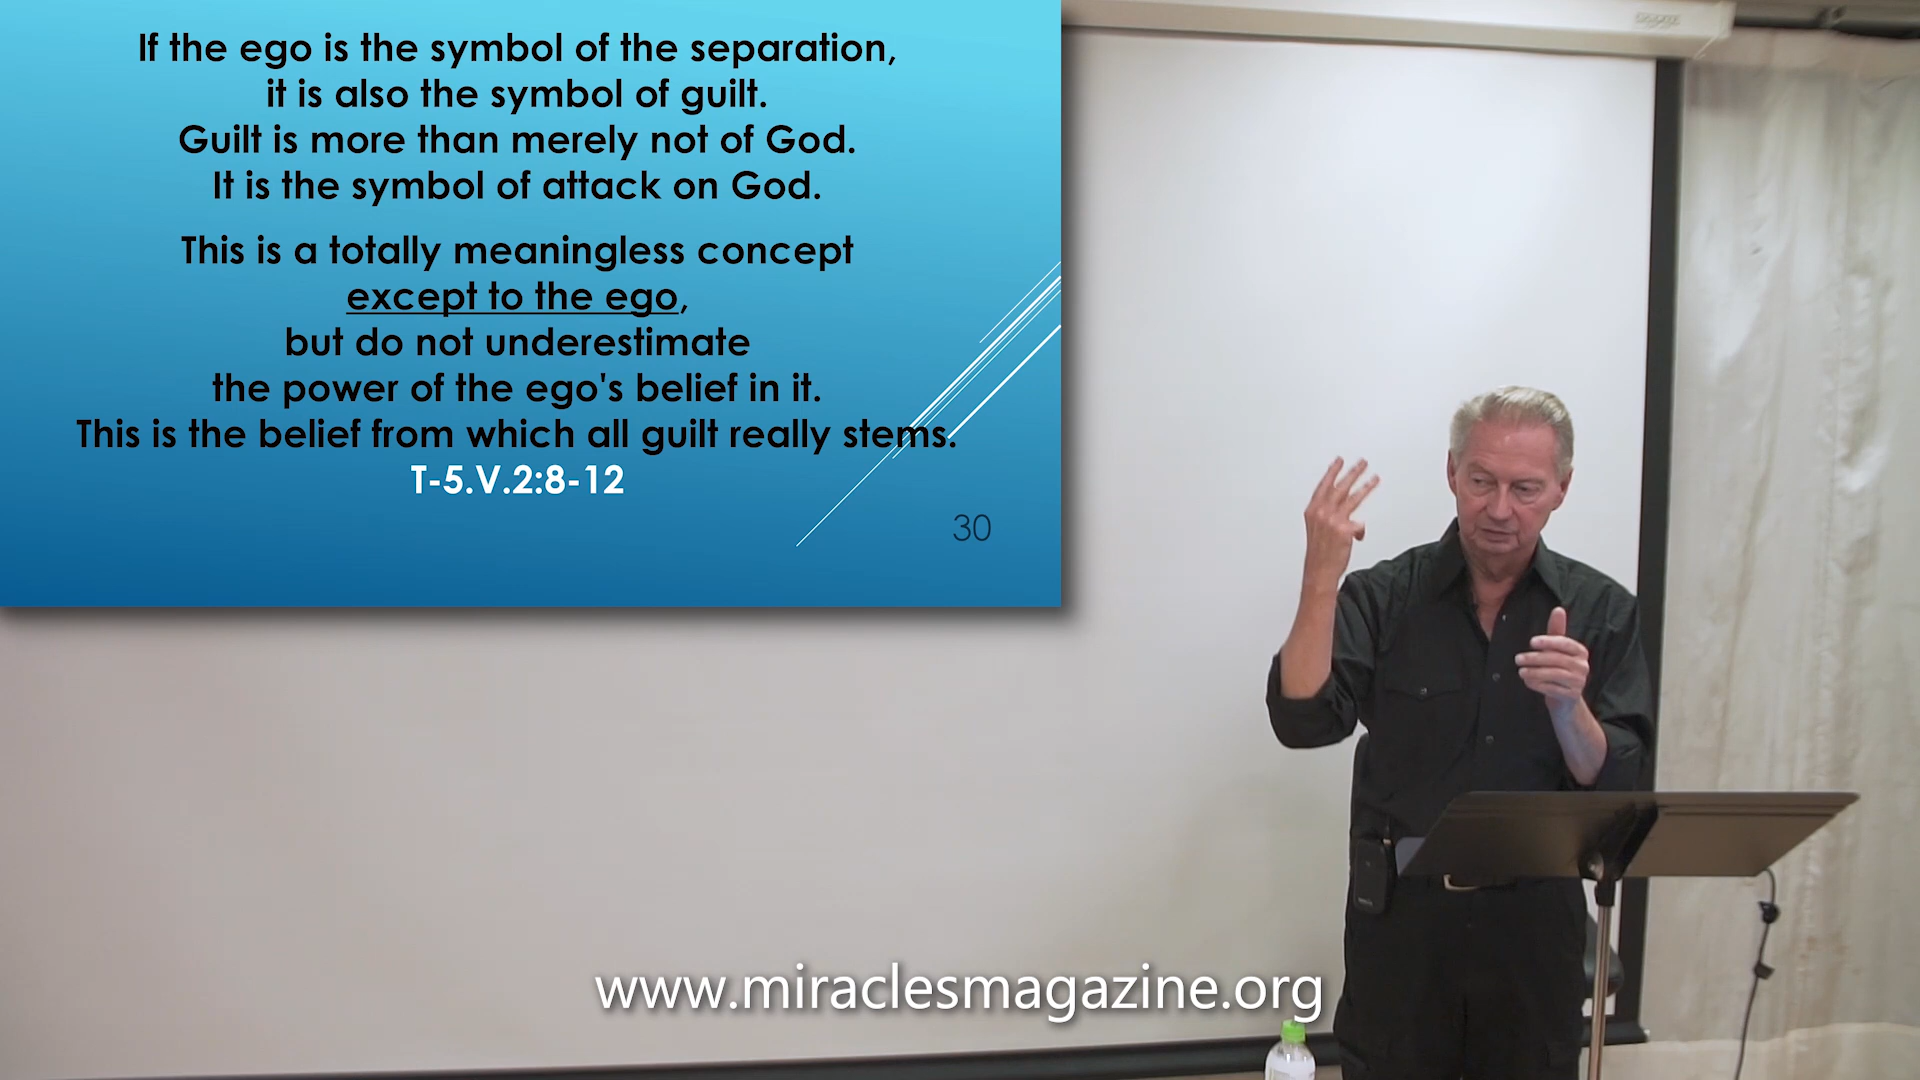 If the ego is the symbol of the separation,
it is also the symbol of guilt.
Guilt is more than merely not of God.
It is the symbol of attack on God.
This is a totally meaningless concept
except to the ego,
but do not underestimate
the power of the ego's belief in it.
This is the belief from which all guilt really stems.
T-5.V.2:8-12
30
www.miraclesmagazine.org